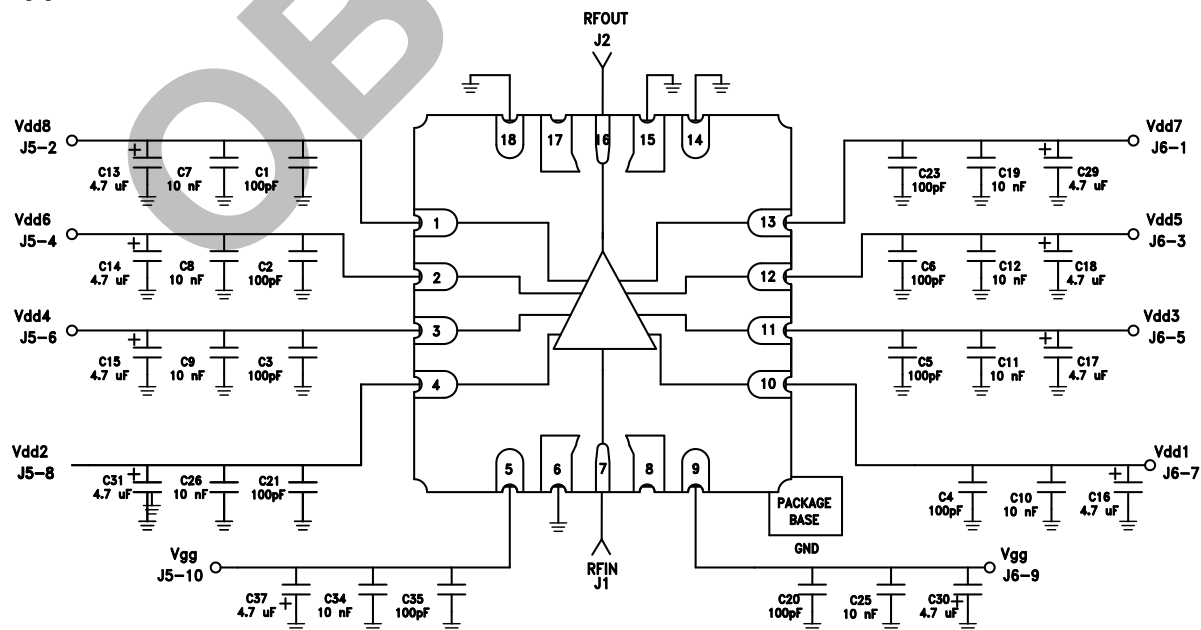 RFOUT
J2
18
17
16
15
14
Vdd8
J5-2
+
C13
4.7 uF
C7
10 nF
C1
100pF
Vdd7
J6-1
C23
100pF
C19
10 nF
+
C29
4.7 uF
1
13
Vdd6
J5-4
+
C14
4.7 uF
C8
10 nF
C2
100pF
Vdd5
J6-3
C6
100pF
C12
10 nF
+
C18
4.7 uF
2
12
Vdd4
J5-6
+
C15
4.7 uF
C9
10 nF
C3
100pF
Vdd3
J6-5
C5
100pF
C11
10 nF
+
C17
4.7 uF
3
11
4
10
Vdd2
J5-8
+
C31
4.7 uF
C26
10 nF
C21
100pF
5
6
7
8
9
Vdd1
J6-7
C4
100pF
C10
10 nF
+
C16
4.7 uF
PACKAGE
BASE
GND
Vgg
J5-10
RFIN
J1
Vgg
J6-9
C37
4.7 uF
+
C34
10 nF
C35
100pF
C20
100pF
C25
10 nF
C30
4.7 uF
+
OB